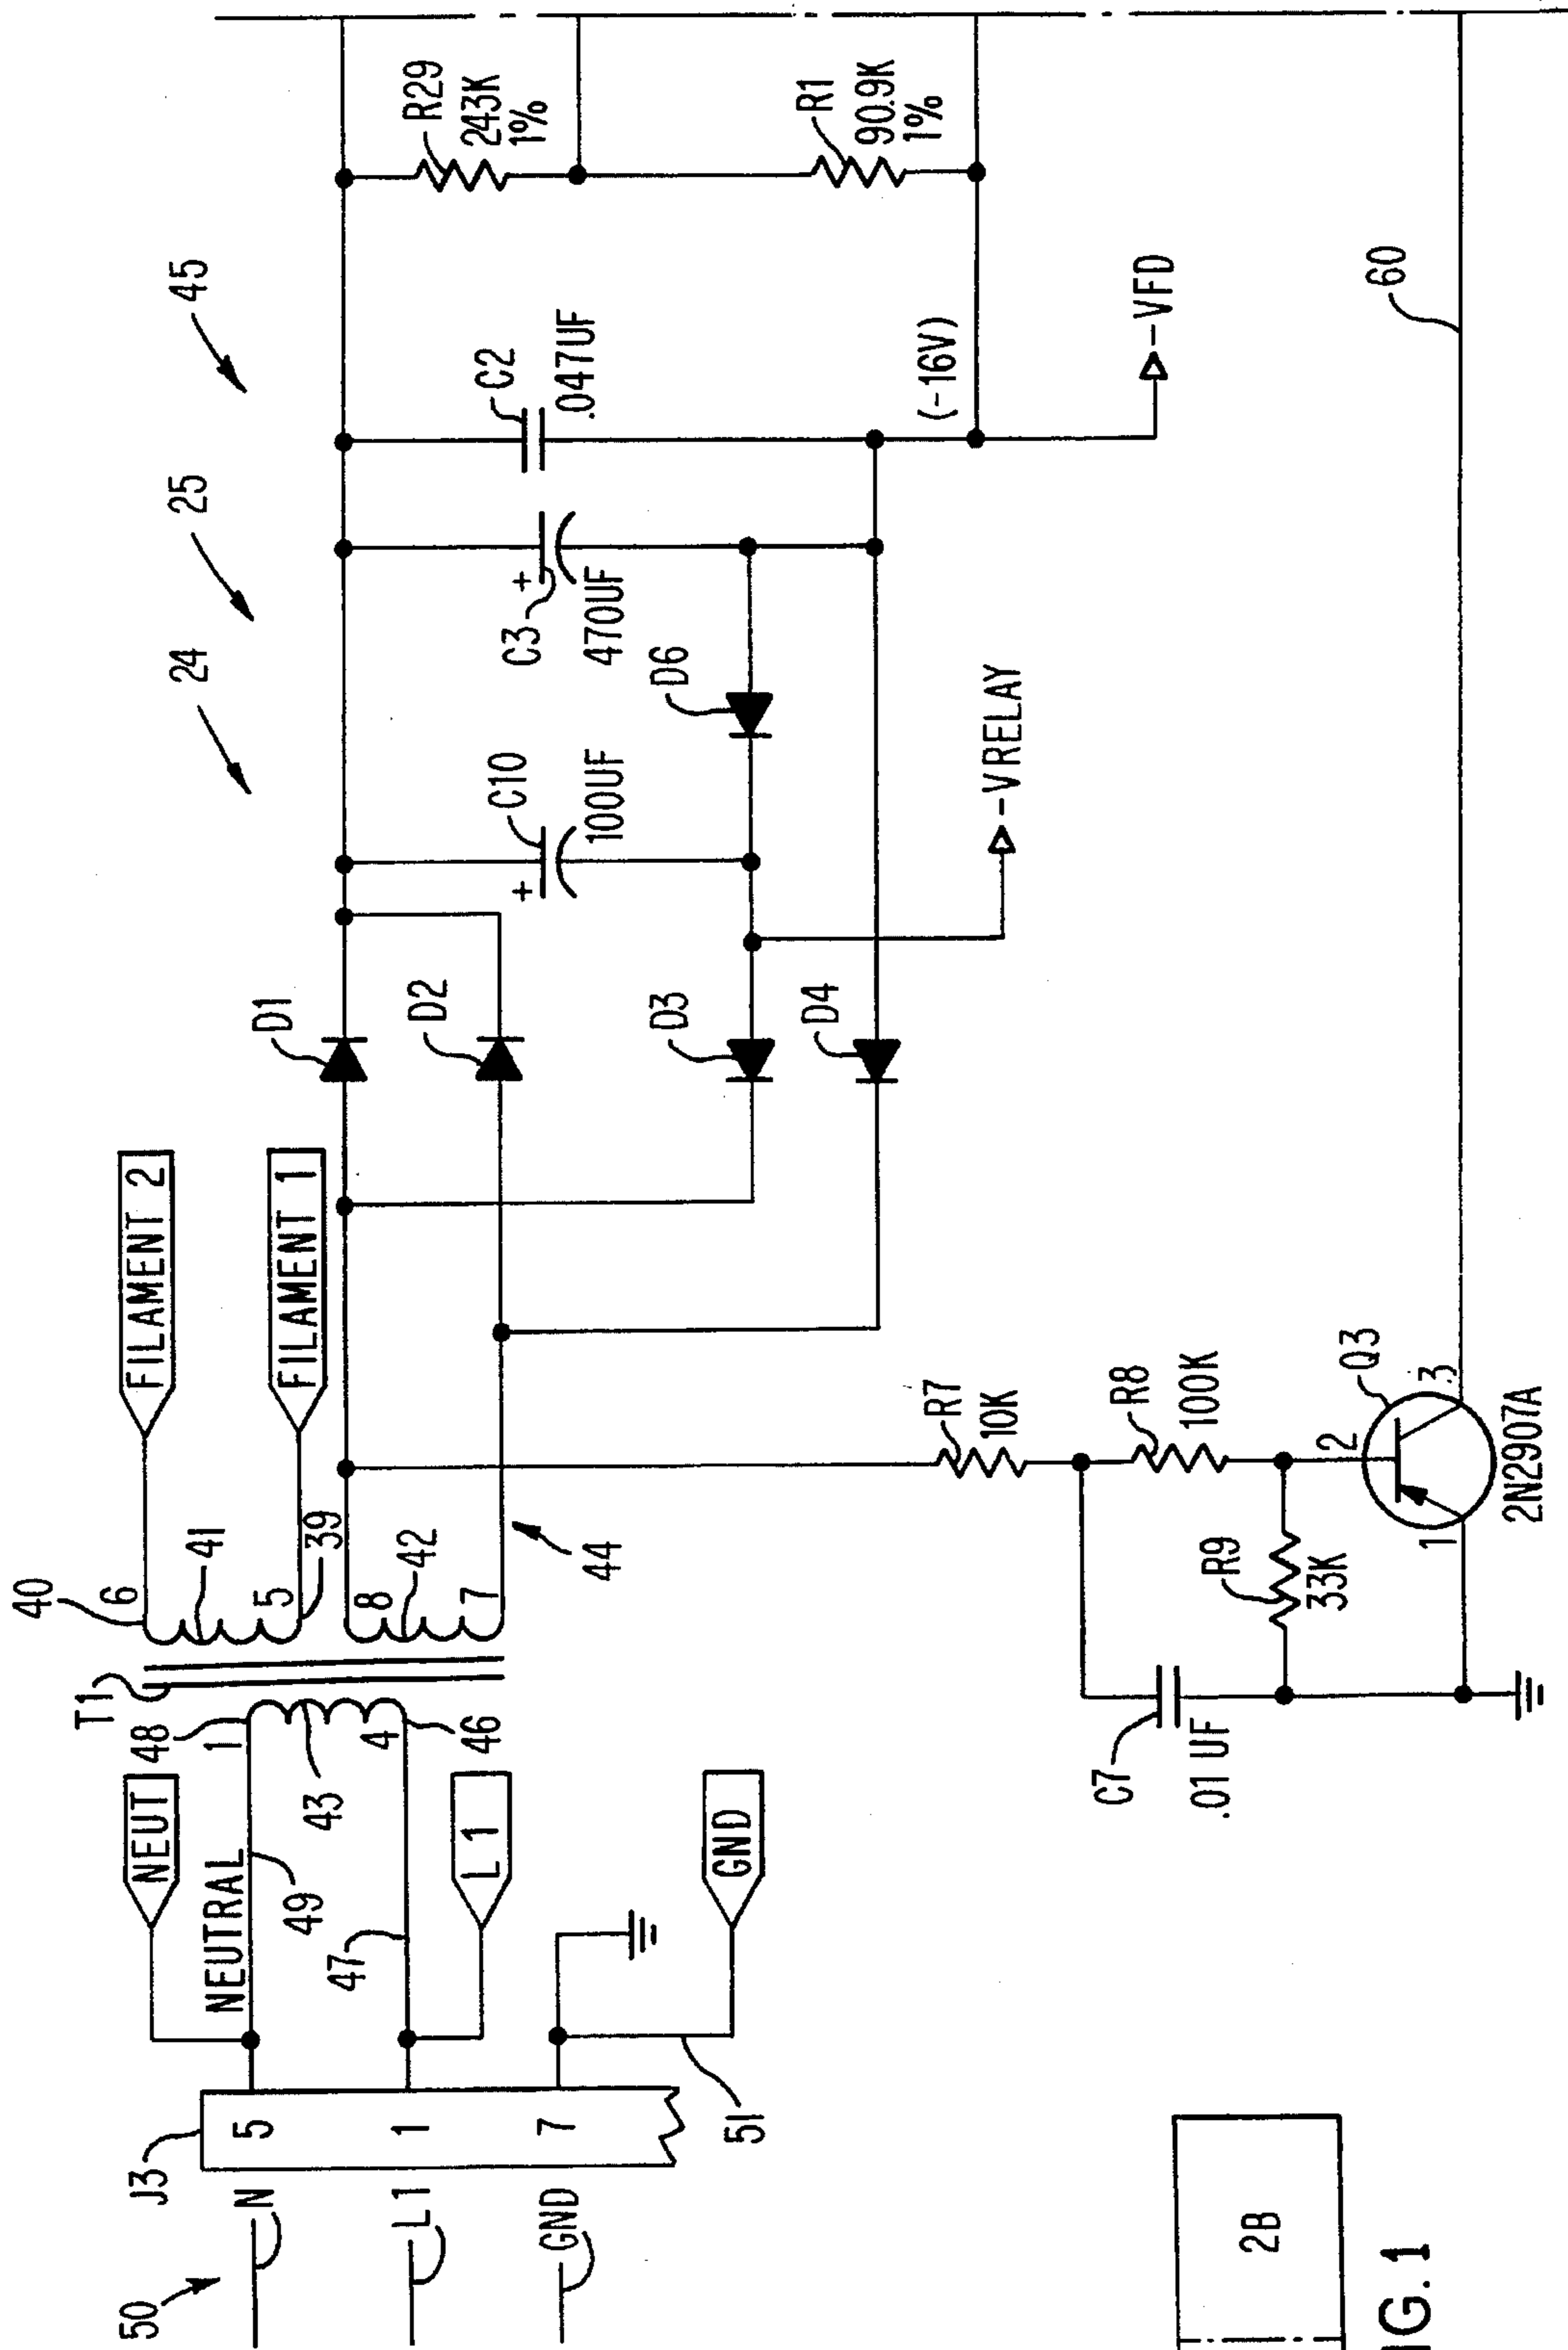 50
N
L1
GND
J3
5
1
7
51
NEUT
NEUTRAL
49
47
L1
GND
T1
48
1
43
4
46
40
6
41
5
39
8
42
7
44
FILAMENT 2
FILAMENT 1
D1
D2
D3
D4
24
25
45
C10
+
100UF
C3
+
470UF
C2
.047UF
D6
-VRELAY
(-16V)
-VFD
R29
243K
1%
R1
90.9K
1%
R7
10K
R8
100K
R9
33K
C7
.01 UF
Q3
1
2
3
2N2907A
60
2B
IG. 1